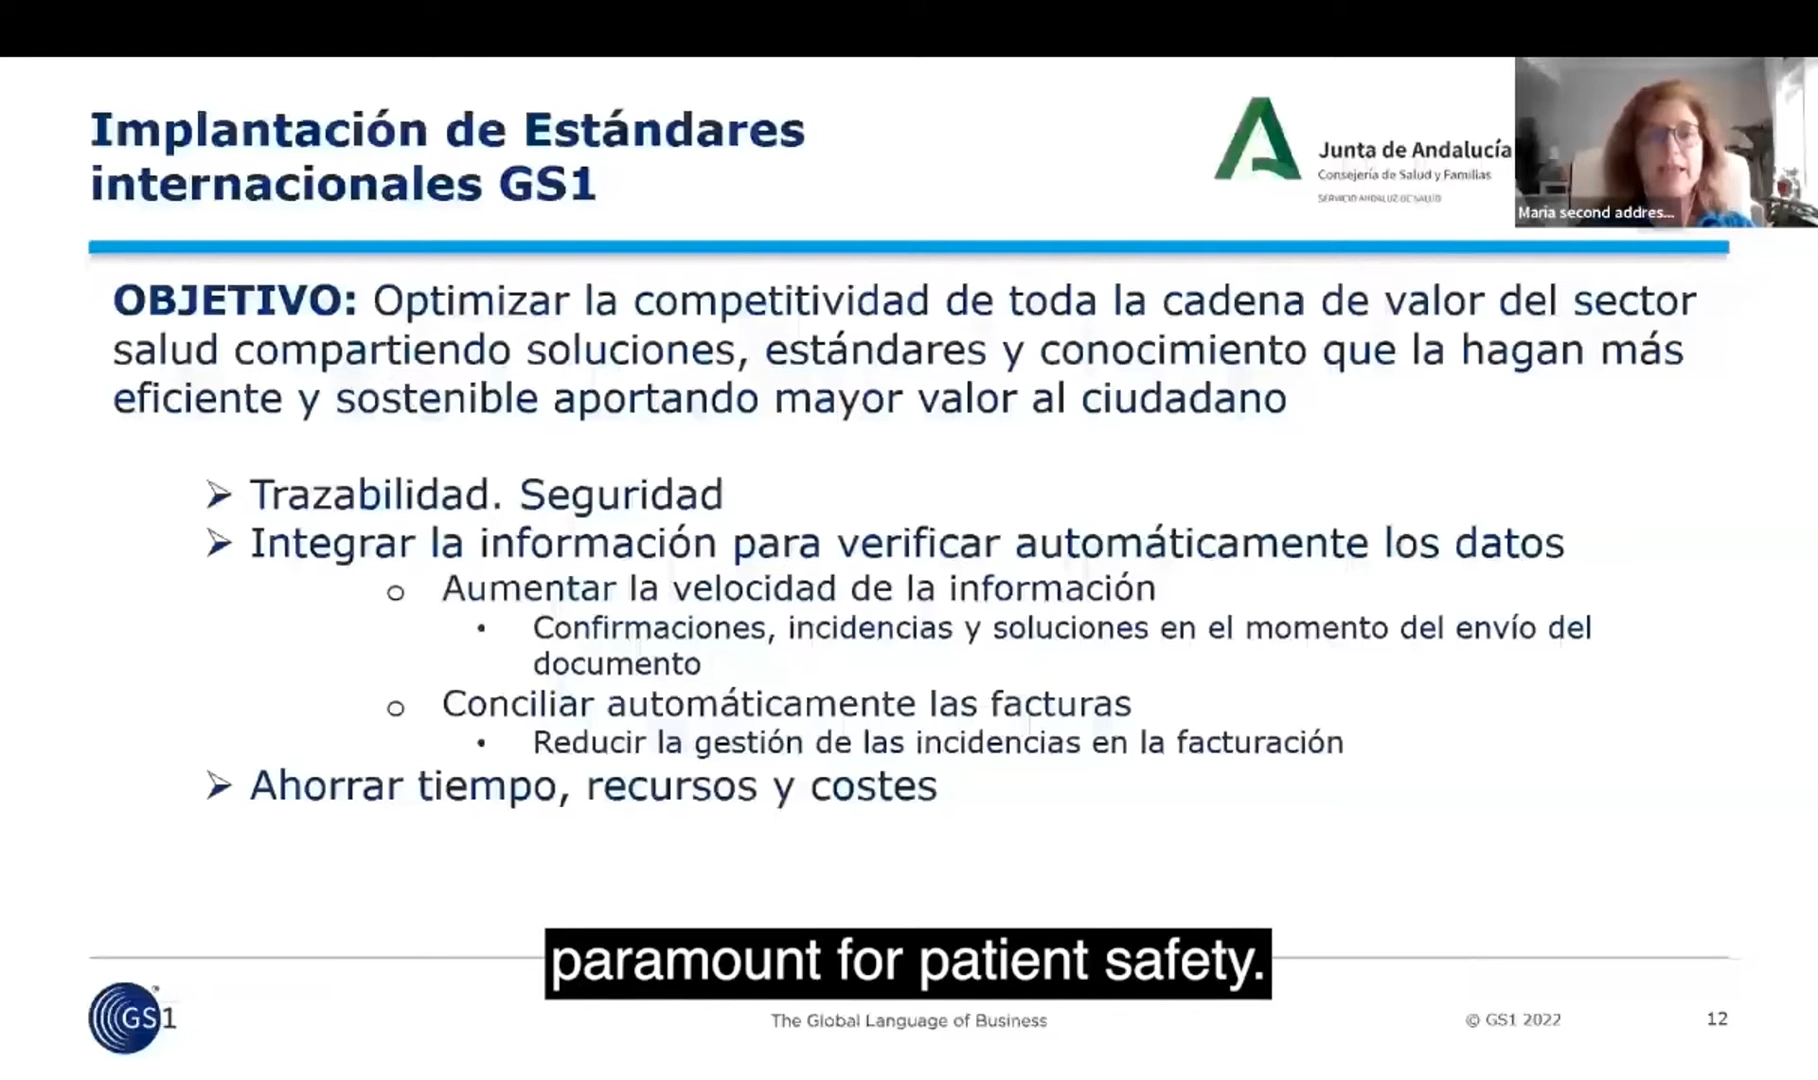 Implantación de Estándares
internacionales GS1
Junta de Andalucía
Consejería de Salud y Familias
SERVICIO ANDALUZ DE SALUD
Maria second addres...
OBJETIVO: Optimizar la competitividad de toda la cadena de valor del sector
salud compartiendo soluciones, estándares y conocimiento que la hagan más
eficiente y sostenible aportando mayor valor al ciudadano
➢ Trazabilidad. Seguridad
➢ Integrar la información para verificar automáticamente los datos
o Aumentar la velocidad de la información
• Confirmaciones, incidencias y soluciones en el momento del envío del
documento
o Conciliar automáticamente las facturas
• Reducir la gestión de las incidencias en la facturación
➢ Ahorrar tiempo, recursos y costes
paramount for patient safety.
GS1
The Global Language of Business
© GS1 2022
12